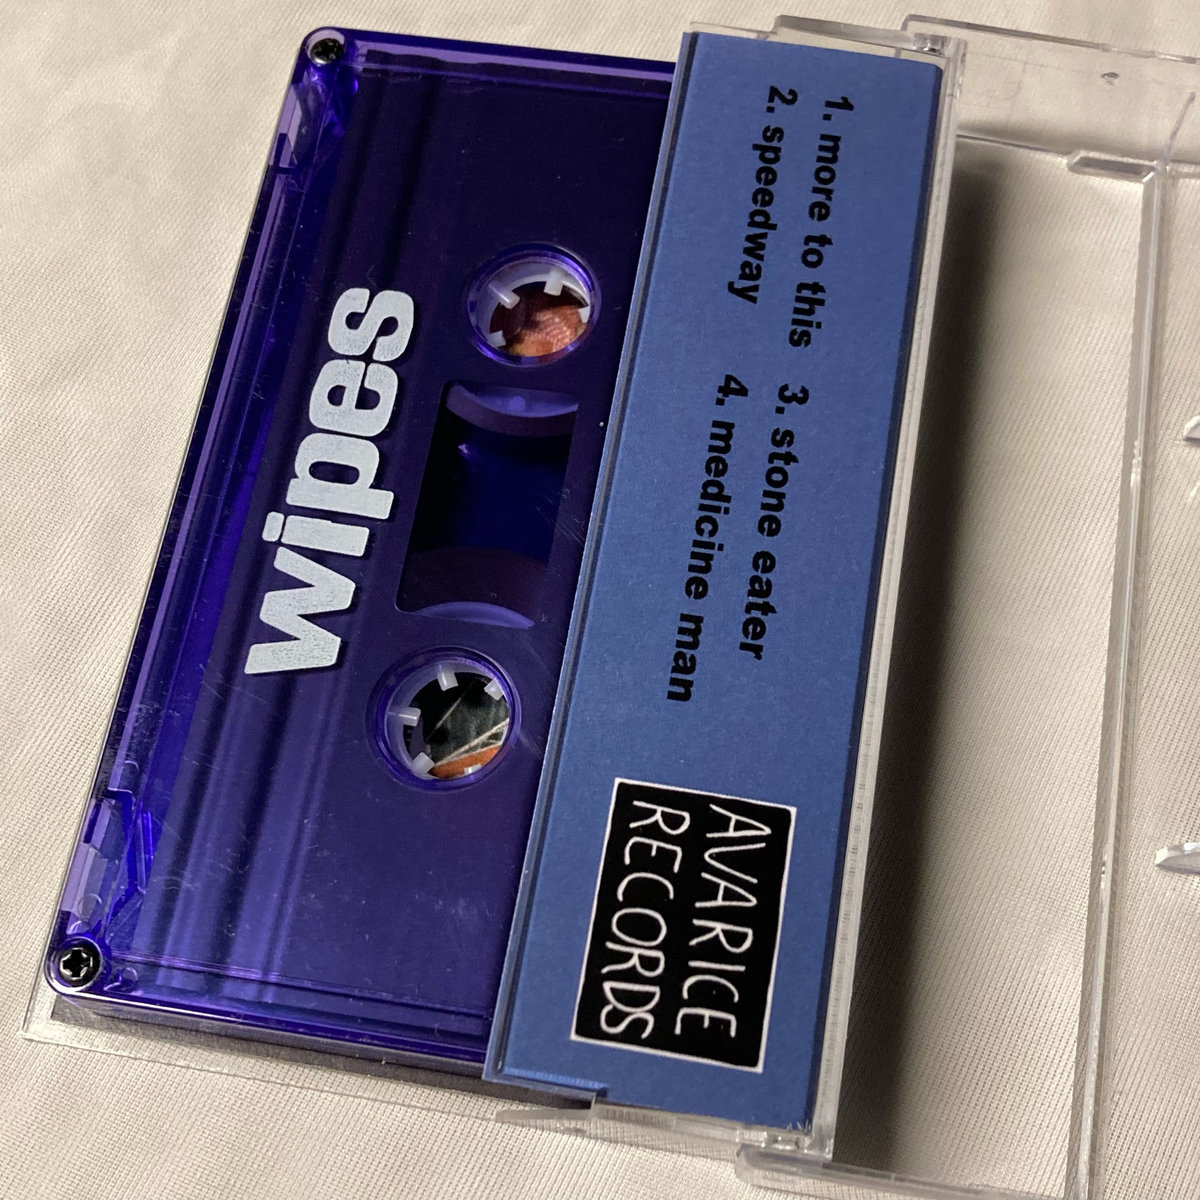 wipes
1. more to this
2. speedway
3. stone eater
4. medicine man
AVARICE
RECORDS